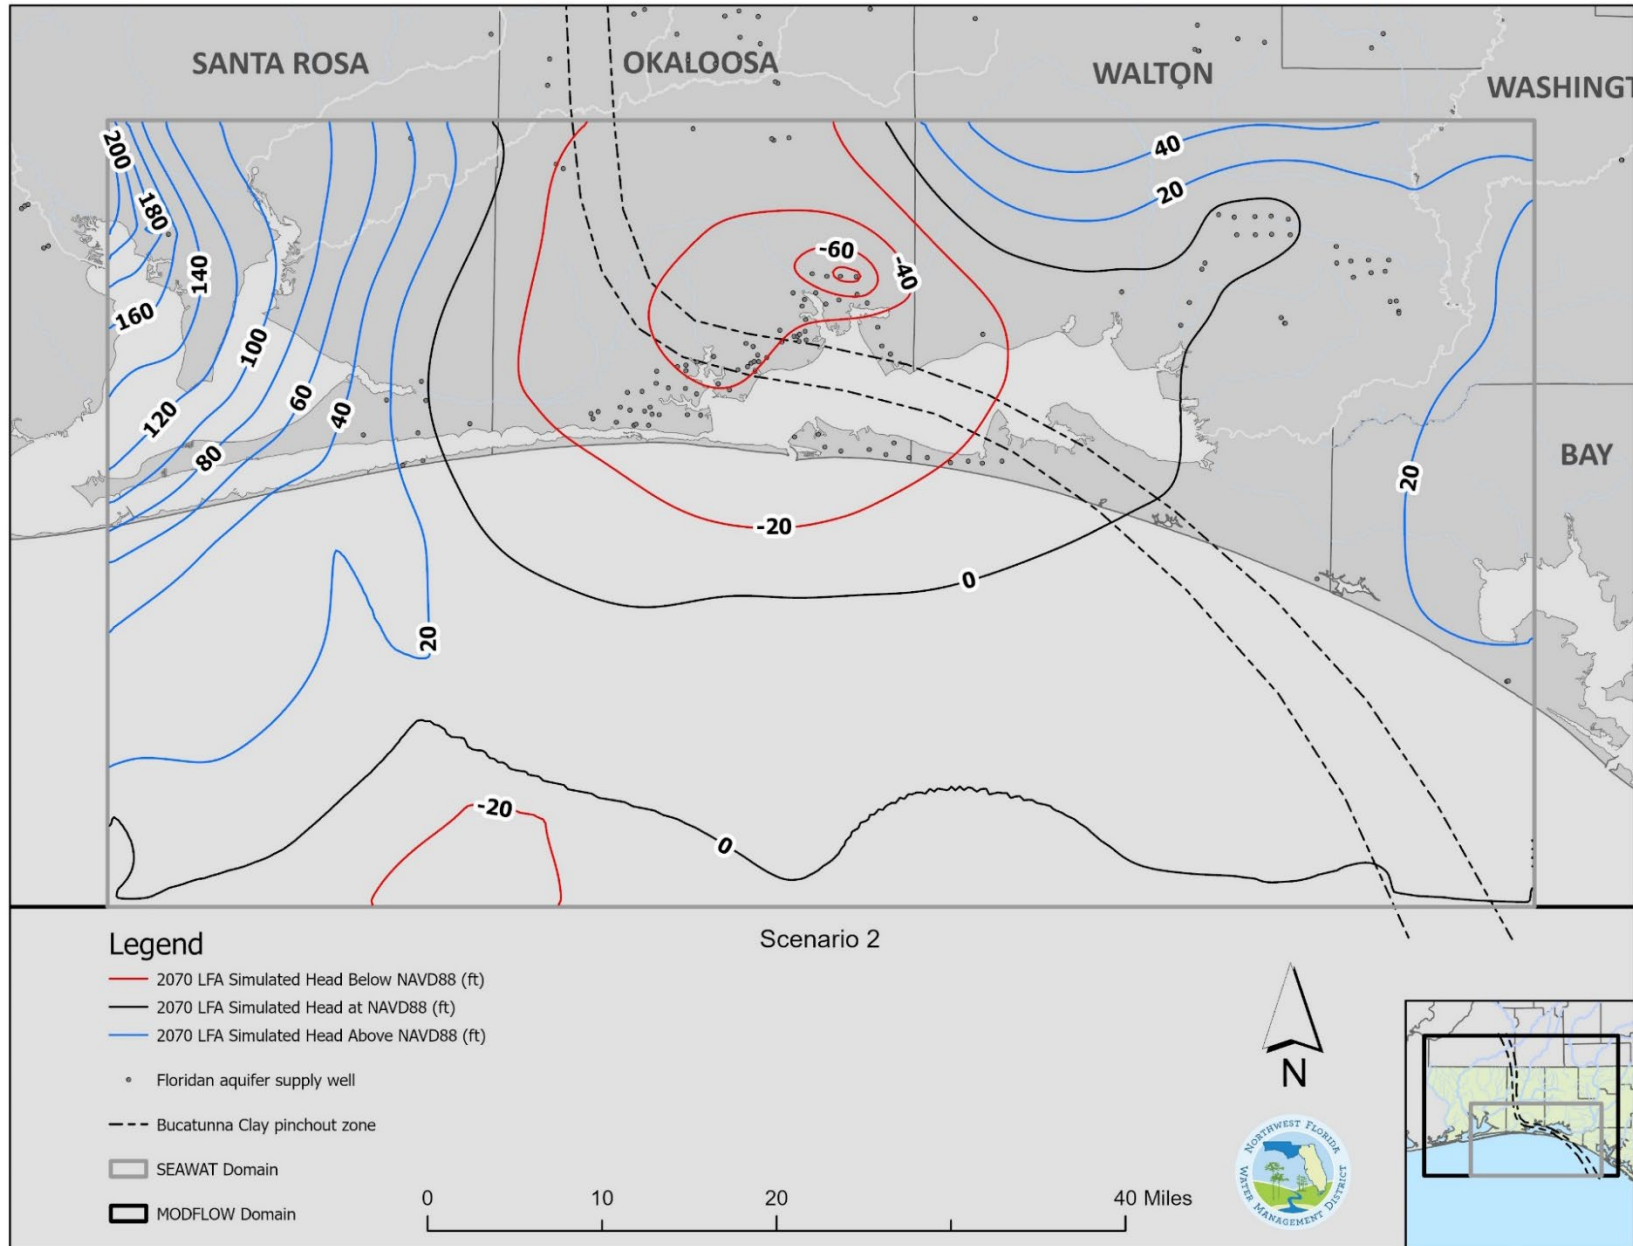 SANTA ROSA
OKALOOSA
WALTON
WASHINGT
BAY
200
180
140
160
100
120
60
80
40
20
-60
-40
-20
0
40
20
20
-20
0
Scenario 2
Legend
2070 LFA Simulated Head Below NAVD88 (ft)
2070 LFA Simulated Head at NAVD88 (ft)
2070 LFA Simulated Head Above NAVD88 (ft)
Floridan aquifer supply well
Bucatunna Clay pinchout zone
SEAWAT Domain
MODFLOW Domain
0 10 20 40 Miles
N
NORTHWEST FLORIDA
WATER MANAGEMENT DISTRICT